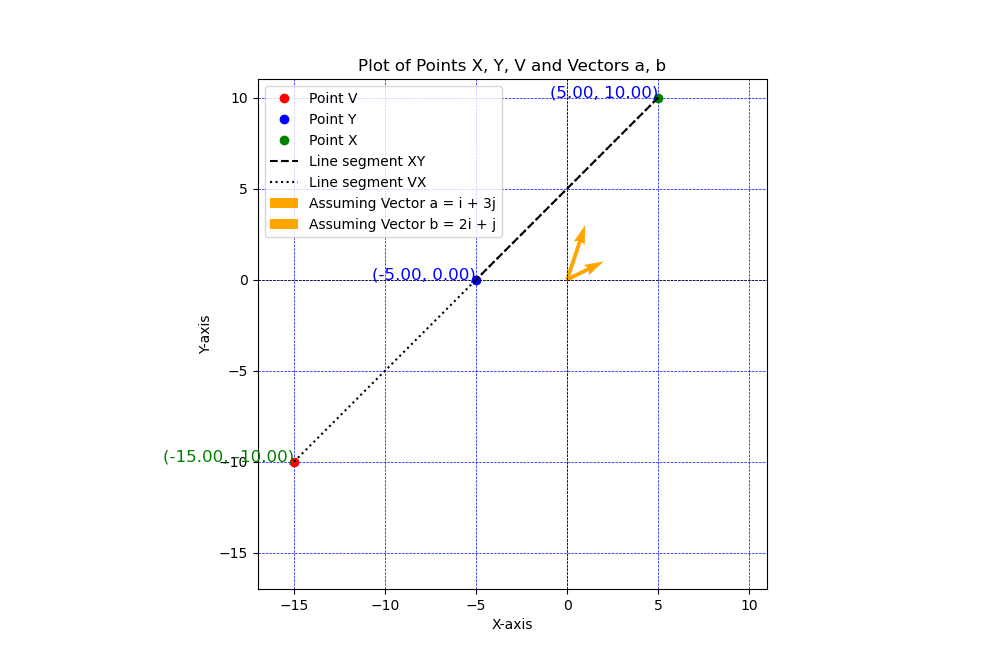 Plot of Points X, Y, V and Vectors a, b
Point V
Point Y
Point X
Line segment XY
Line segment VX
Assuming Vector a = i + 3j
Assuming Vector b = 2i + j
(5.00, 10.00)
(-5.00, 0.00)
(-15.00, -10.00)
10
5
0
−5
−10
−15
Y-axis
−15
−10
−5
0
5
10
X-axis